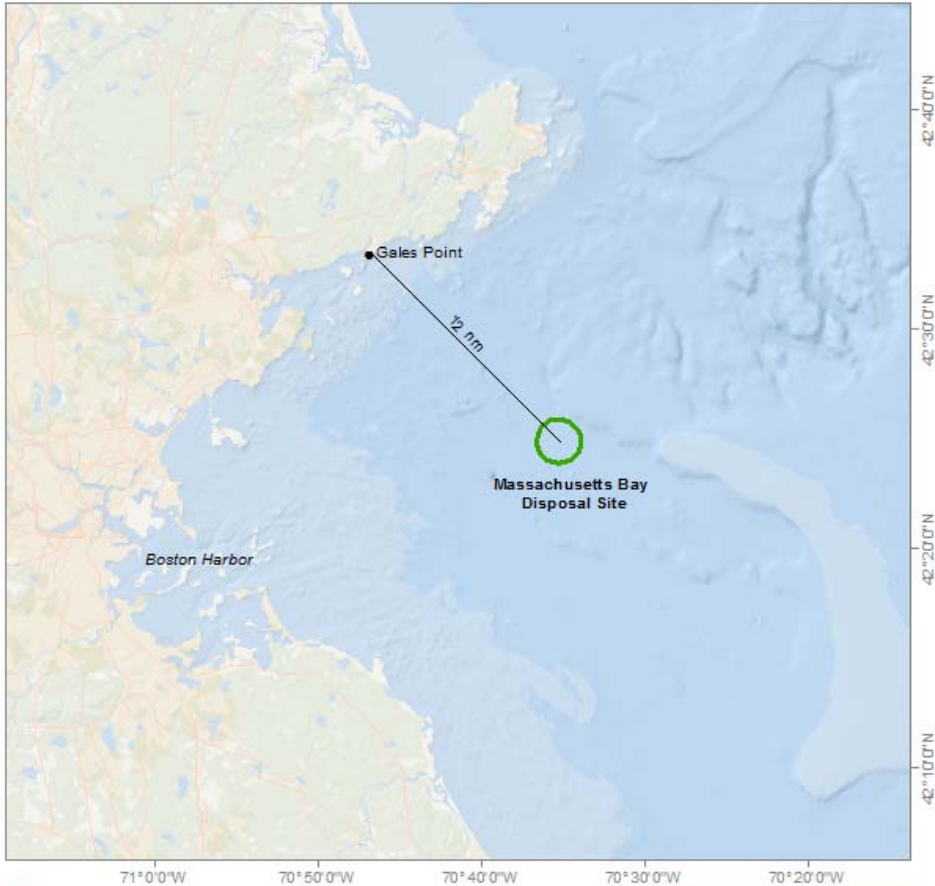 42°40'0"N
Gales Point
12 nm
42°30'0"N
Massachusetts Bay
Disposal Site
42°20'0"N
Boston Harbor
42°10'0"N
71°0'0"W
70°50'0"W
70°40'0"W
70°30'0"W
70°20'0"W